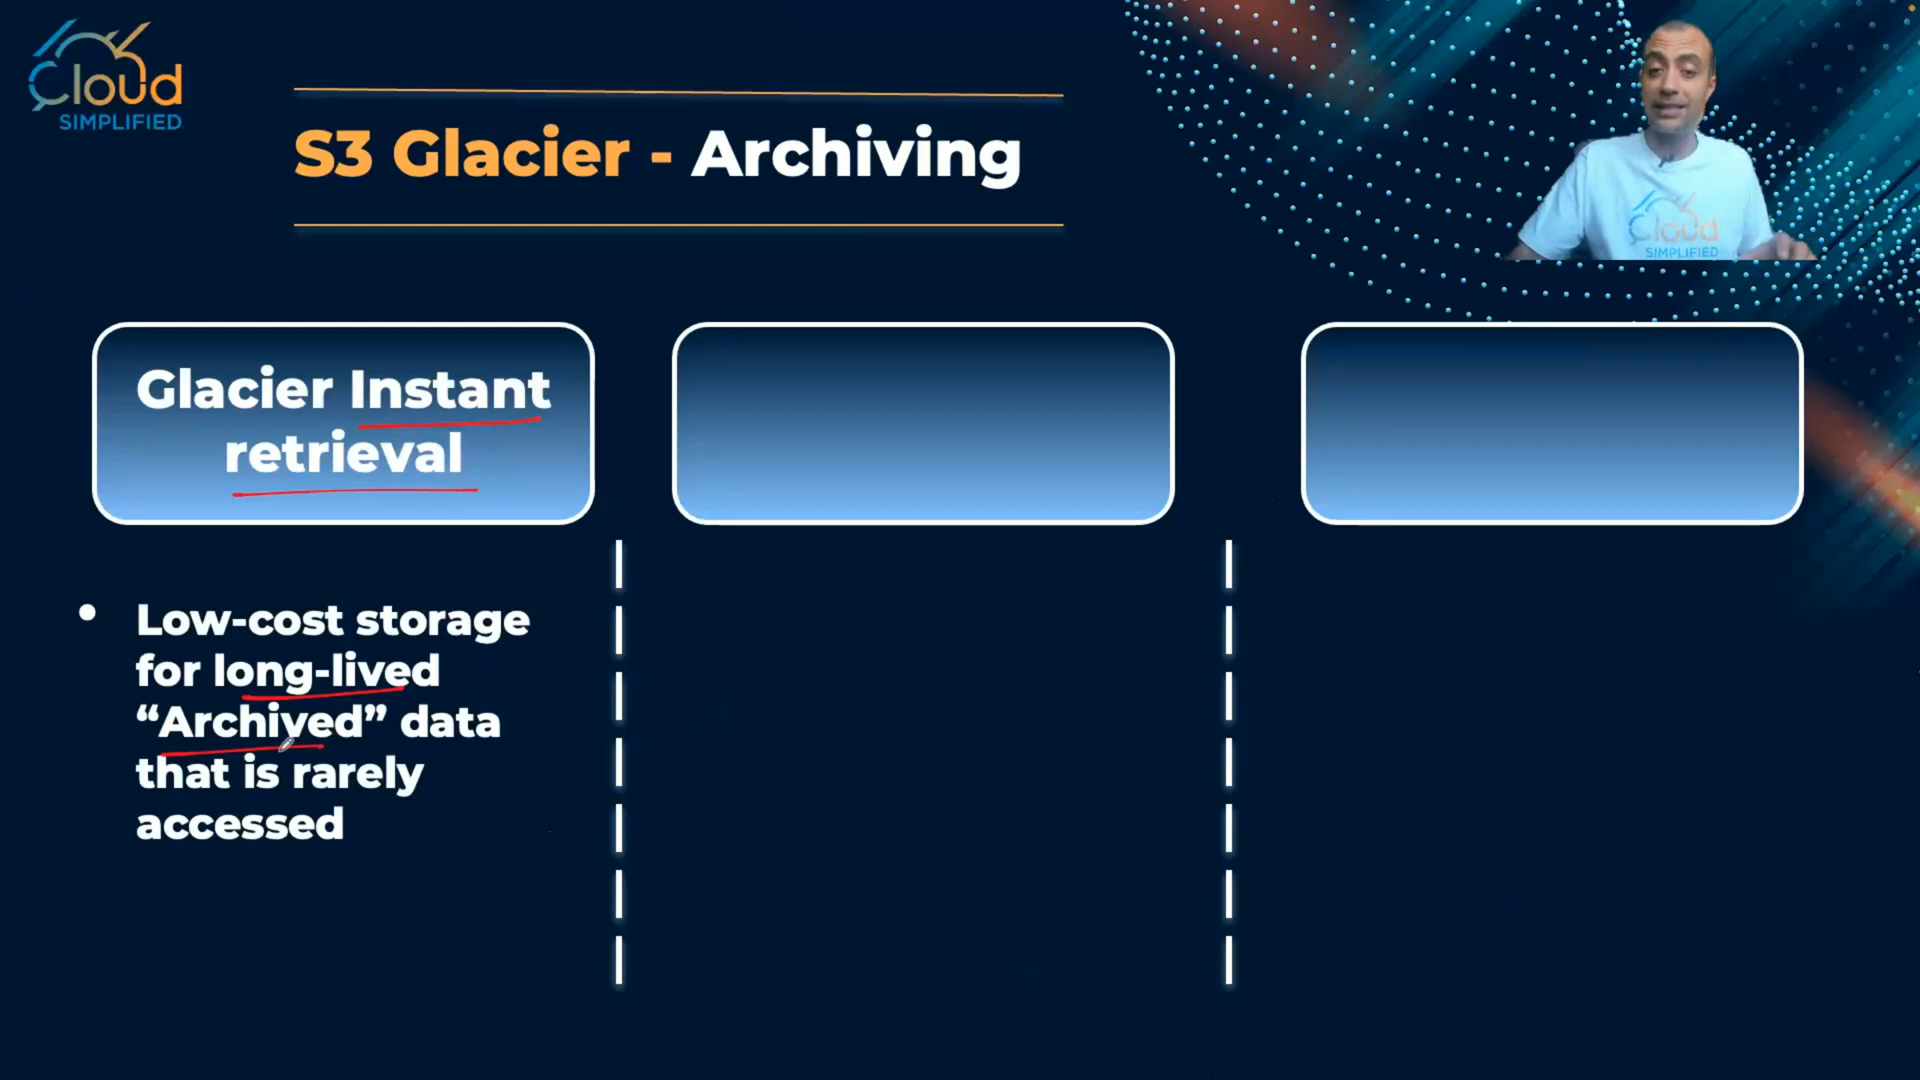 Cloud
SIMPLIFIED
S3 Glacier - Archiving
Cloud
SIMPLIFIED
Glacier Instant
retrieval
• Low-cost storage
for long-lived
“Archived” data
that is rarely
accessed